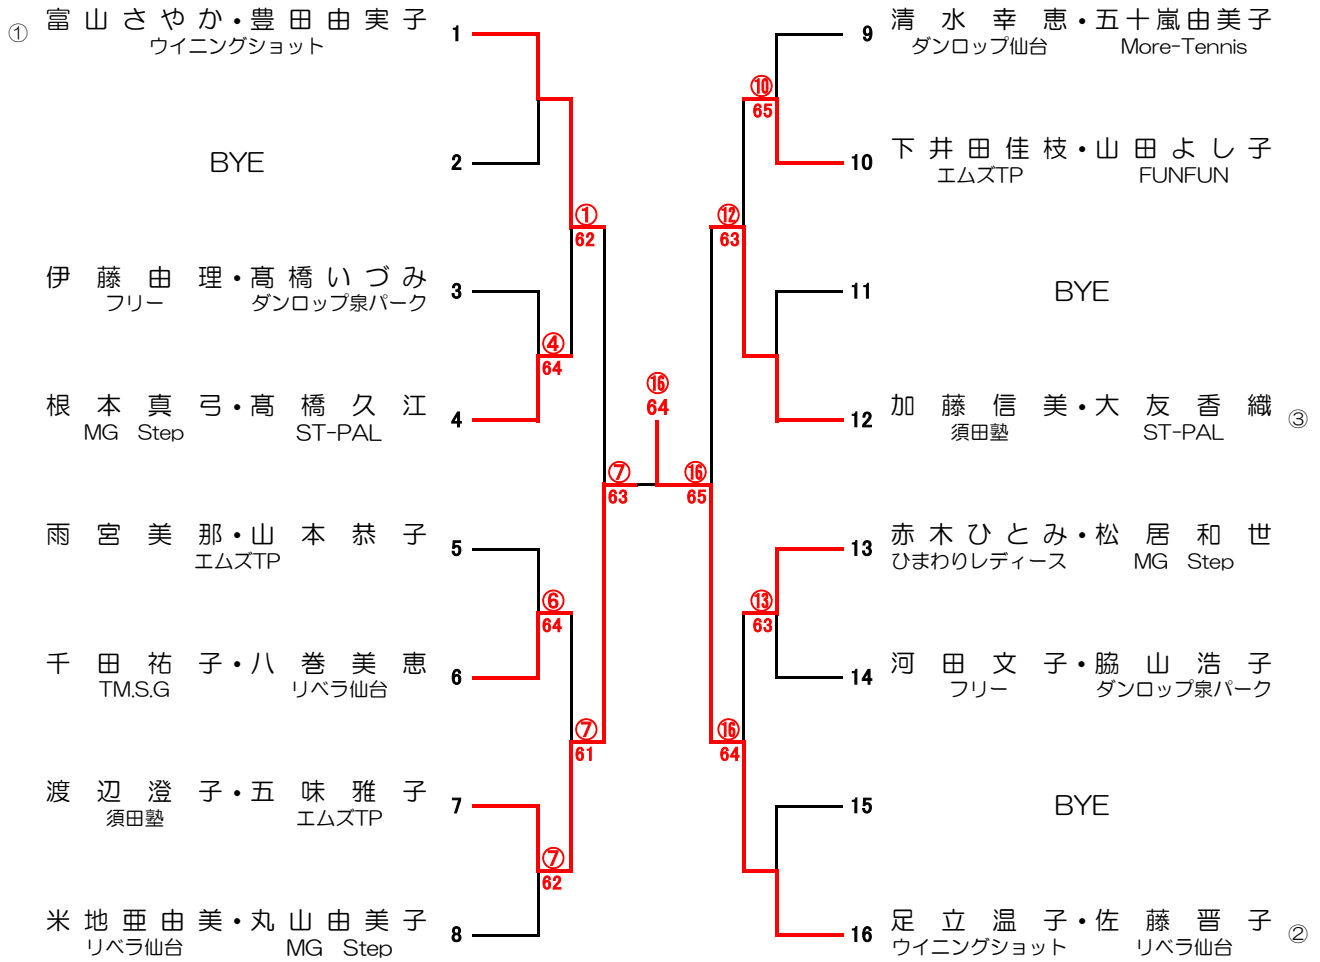 ① 富山さやか・豊田由実子 1
ウイニングショット
BYE 2
① 62
伊藤由理・髙橋いづみ 3
フリー ダンロップ泉パーク
④ 64
根本真弓・髙橋久江 4
MG Step ST-PAL
⑦ 63
雨宮美那・山本恭子 5
エムズTP
⑥ 64
千田祐子・八巻美恵 6
TM.S.G リベラ仙台
⑦ 61
渡辺澄子・五味雅子 7
須田塾 エムズTP
⑦ 62
米地亜由美・丸山由美子 8
リベラ仙台 MG Step
⑯ 64
9 清水幸恵・五十嵐由美子
ダンロップ仙台 More-Tennis
⑩ 65
10 下井田佳枝・山田よし子
エムズTP FUNFUN
⑫ 63
11 BYE
12 加藤信美・大友香織 ③
須田塾 ST-PAL
⑯ 65
13 赤木ひとみ・松居和世
ひまわりレディース MG Step
⑬ 63
14 河田文子・脇山浩子
フリー ダンロップ泉パーク
⑯ 64
15 BYE
16 足立温子・佐藤晋子 ②
ウイニングショット リベラ仙台